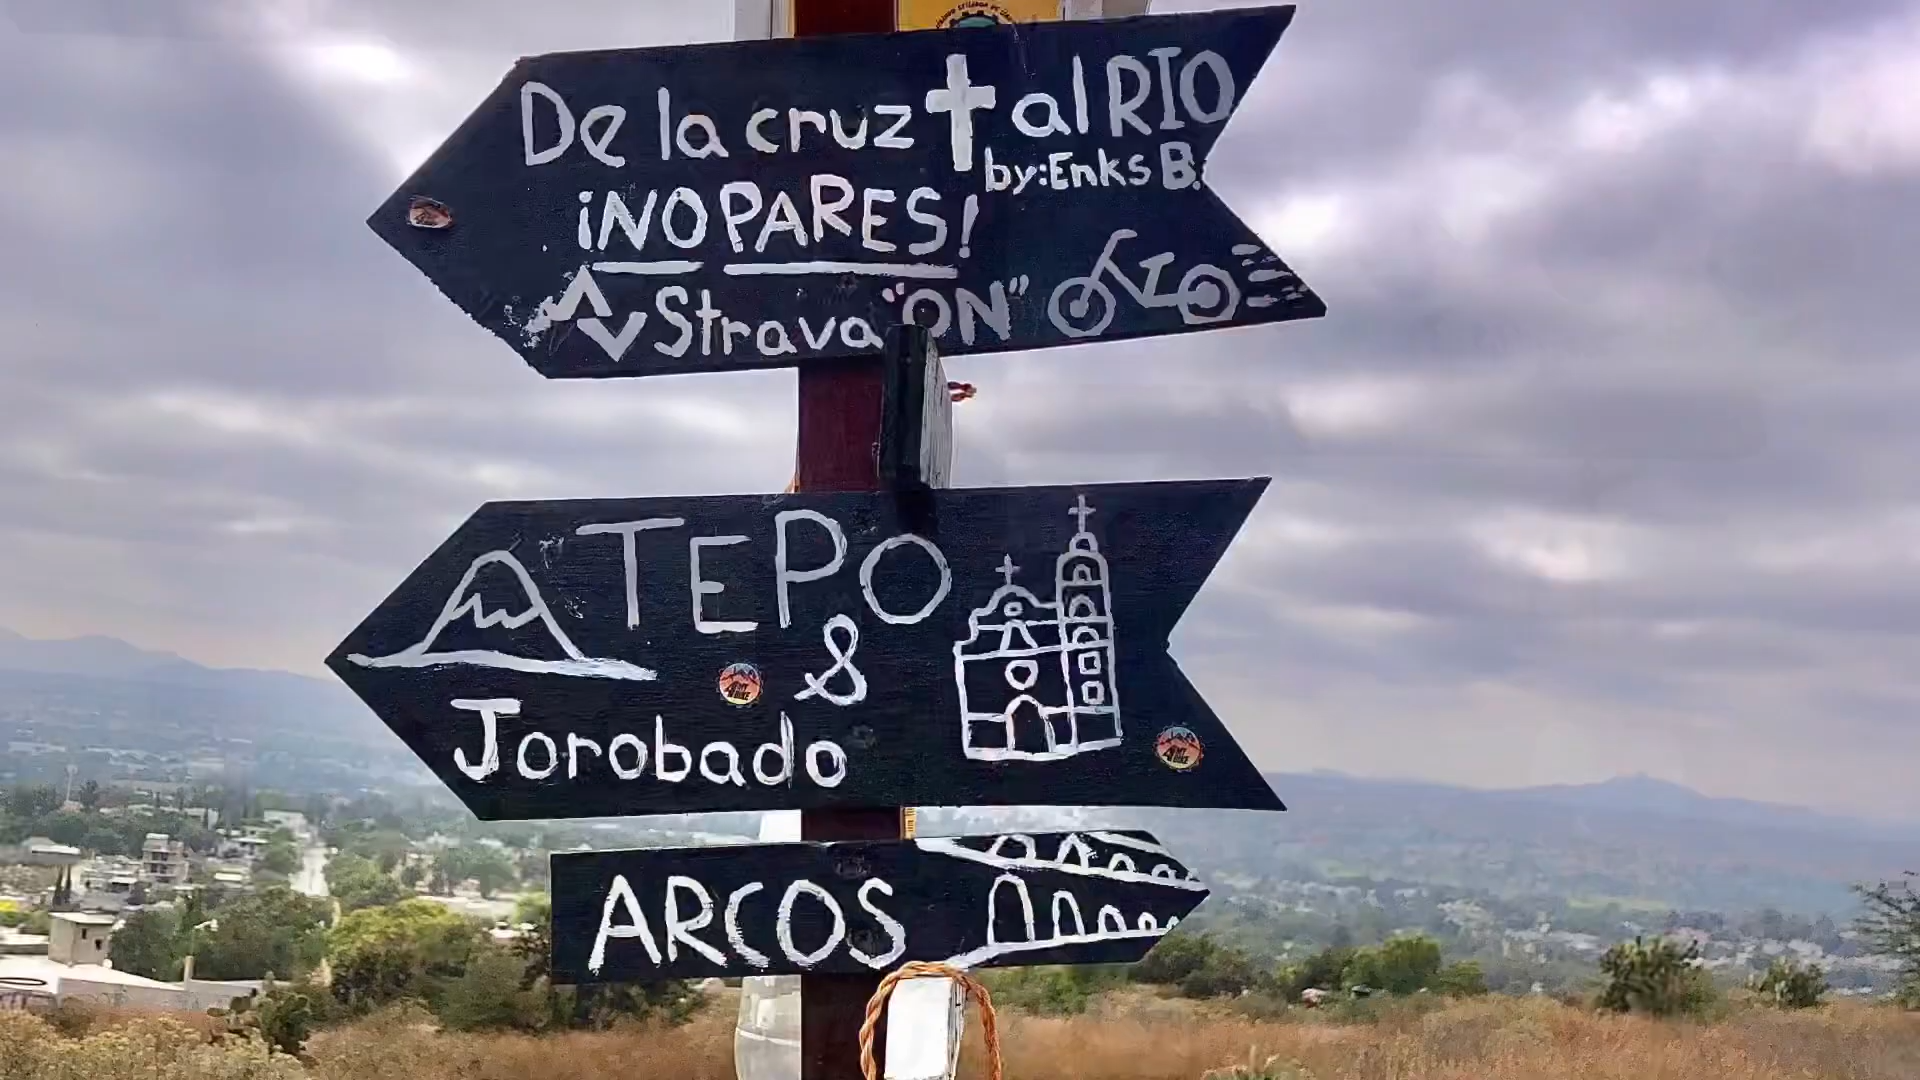 De la cruz al RIO
by: Enks B.
¡NO PARES!
Strava "ON"
TEPO
&
Jorobado
ARCOS